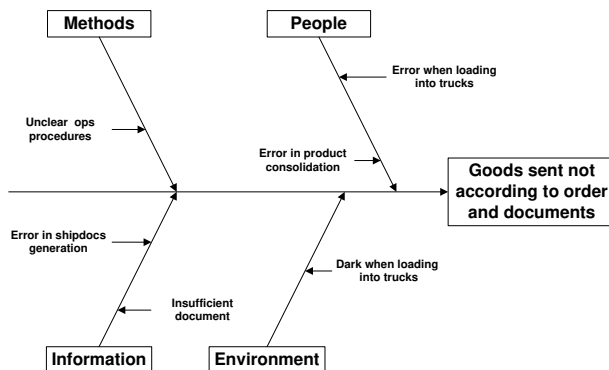 Methods
People
Error when loading
into trucks
Unclear ops
procedures
Error in product
consolidation
Goods sent not
according to order
and documents
Error in shipdocs
generation
Dark when loading
into trucks
Insufficient
document
Information
Environment